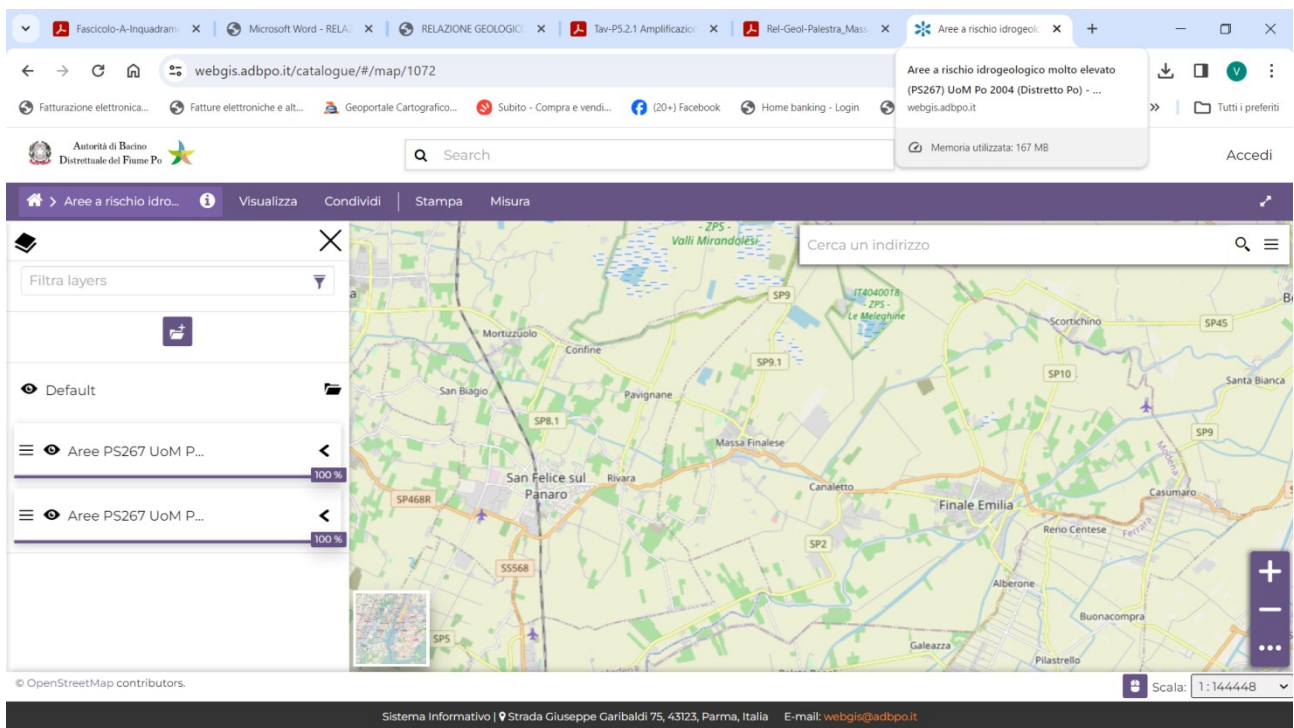 Fascicolo-A-Inquadram
Microsoft Word - RELAZ
RELAZIONE GEOLOGIC
Tav-P5.2.1 Amplificazion
Rel-Geol-Palestra_Mass
Aree a rischio idrogeolo
webgis.adbpo.it/catalogue/#/map/1072
Aree a rischio idrogeologico molto elevato
(PS267) UoM Po 2004 (Distretto Po) - ...
webgis.adbpo.it
Memoria utilizzata: 167 MB
V
Fatturazione elettronica...
Fatture elettroniche e alt...
Geoportale Cartografico...
Subito - Compra e vendi...
(20+) Facebook
Home banking - Login
»
Tutti i preferiti
Autorità di Bacino
Distrettuale del Fiume Po
Search
Accedi
> Aree a rischio idro...
Visualizza
Condividi
Stampa
Misura
Filtra layers
Default
Aree PS267 UoM P...
100 %
Aree PS267 UoM P...
100 %
Cerca un indirizzo
- ZPS -
Valli Mirandolesi
SP9
IT4040018
- ZPS -
Le Meleghine
Scortichino
SP45
Mortizzuolo
Confine
SP9.1
SP10
Santa Bianca
San Biagio
Pavignane
SP8.1
Massa Finalese
SP9
Modena
San Felice sul
Panaro
Rivara
Canaletto
SP468R
Finale Emilia
Casumaro
Reno Centese
Ferrara
SP2
SS568
Alberone
Buonacompra
SP5
Galeazza
Pilastrello
© OpenStreetMap contributors.
Scala: 1 : 144448
Sistema Informativo | Strada Giuseppe Garibaldi 75, 43123, Parma, Italia E-mail: webgis@adbpo.it